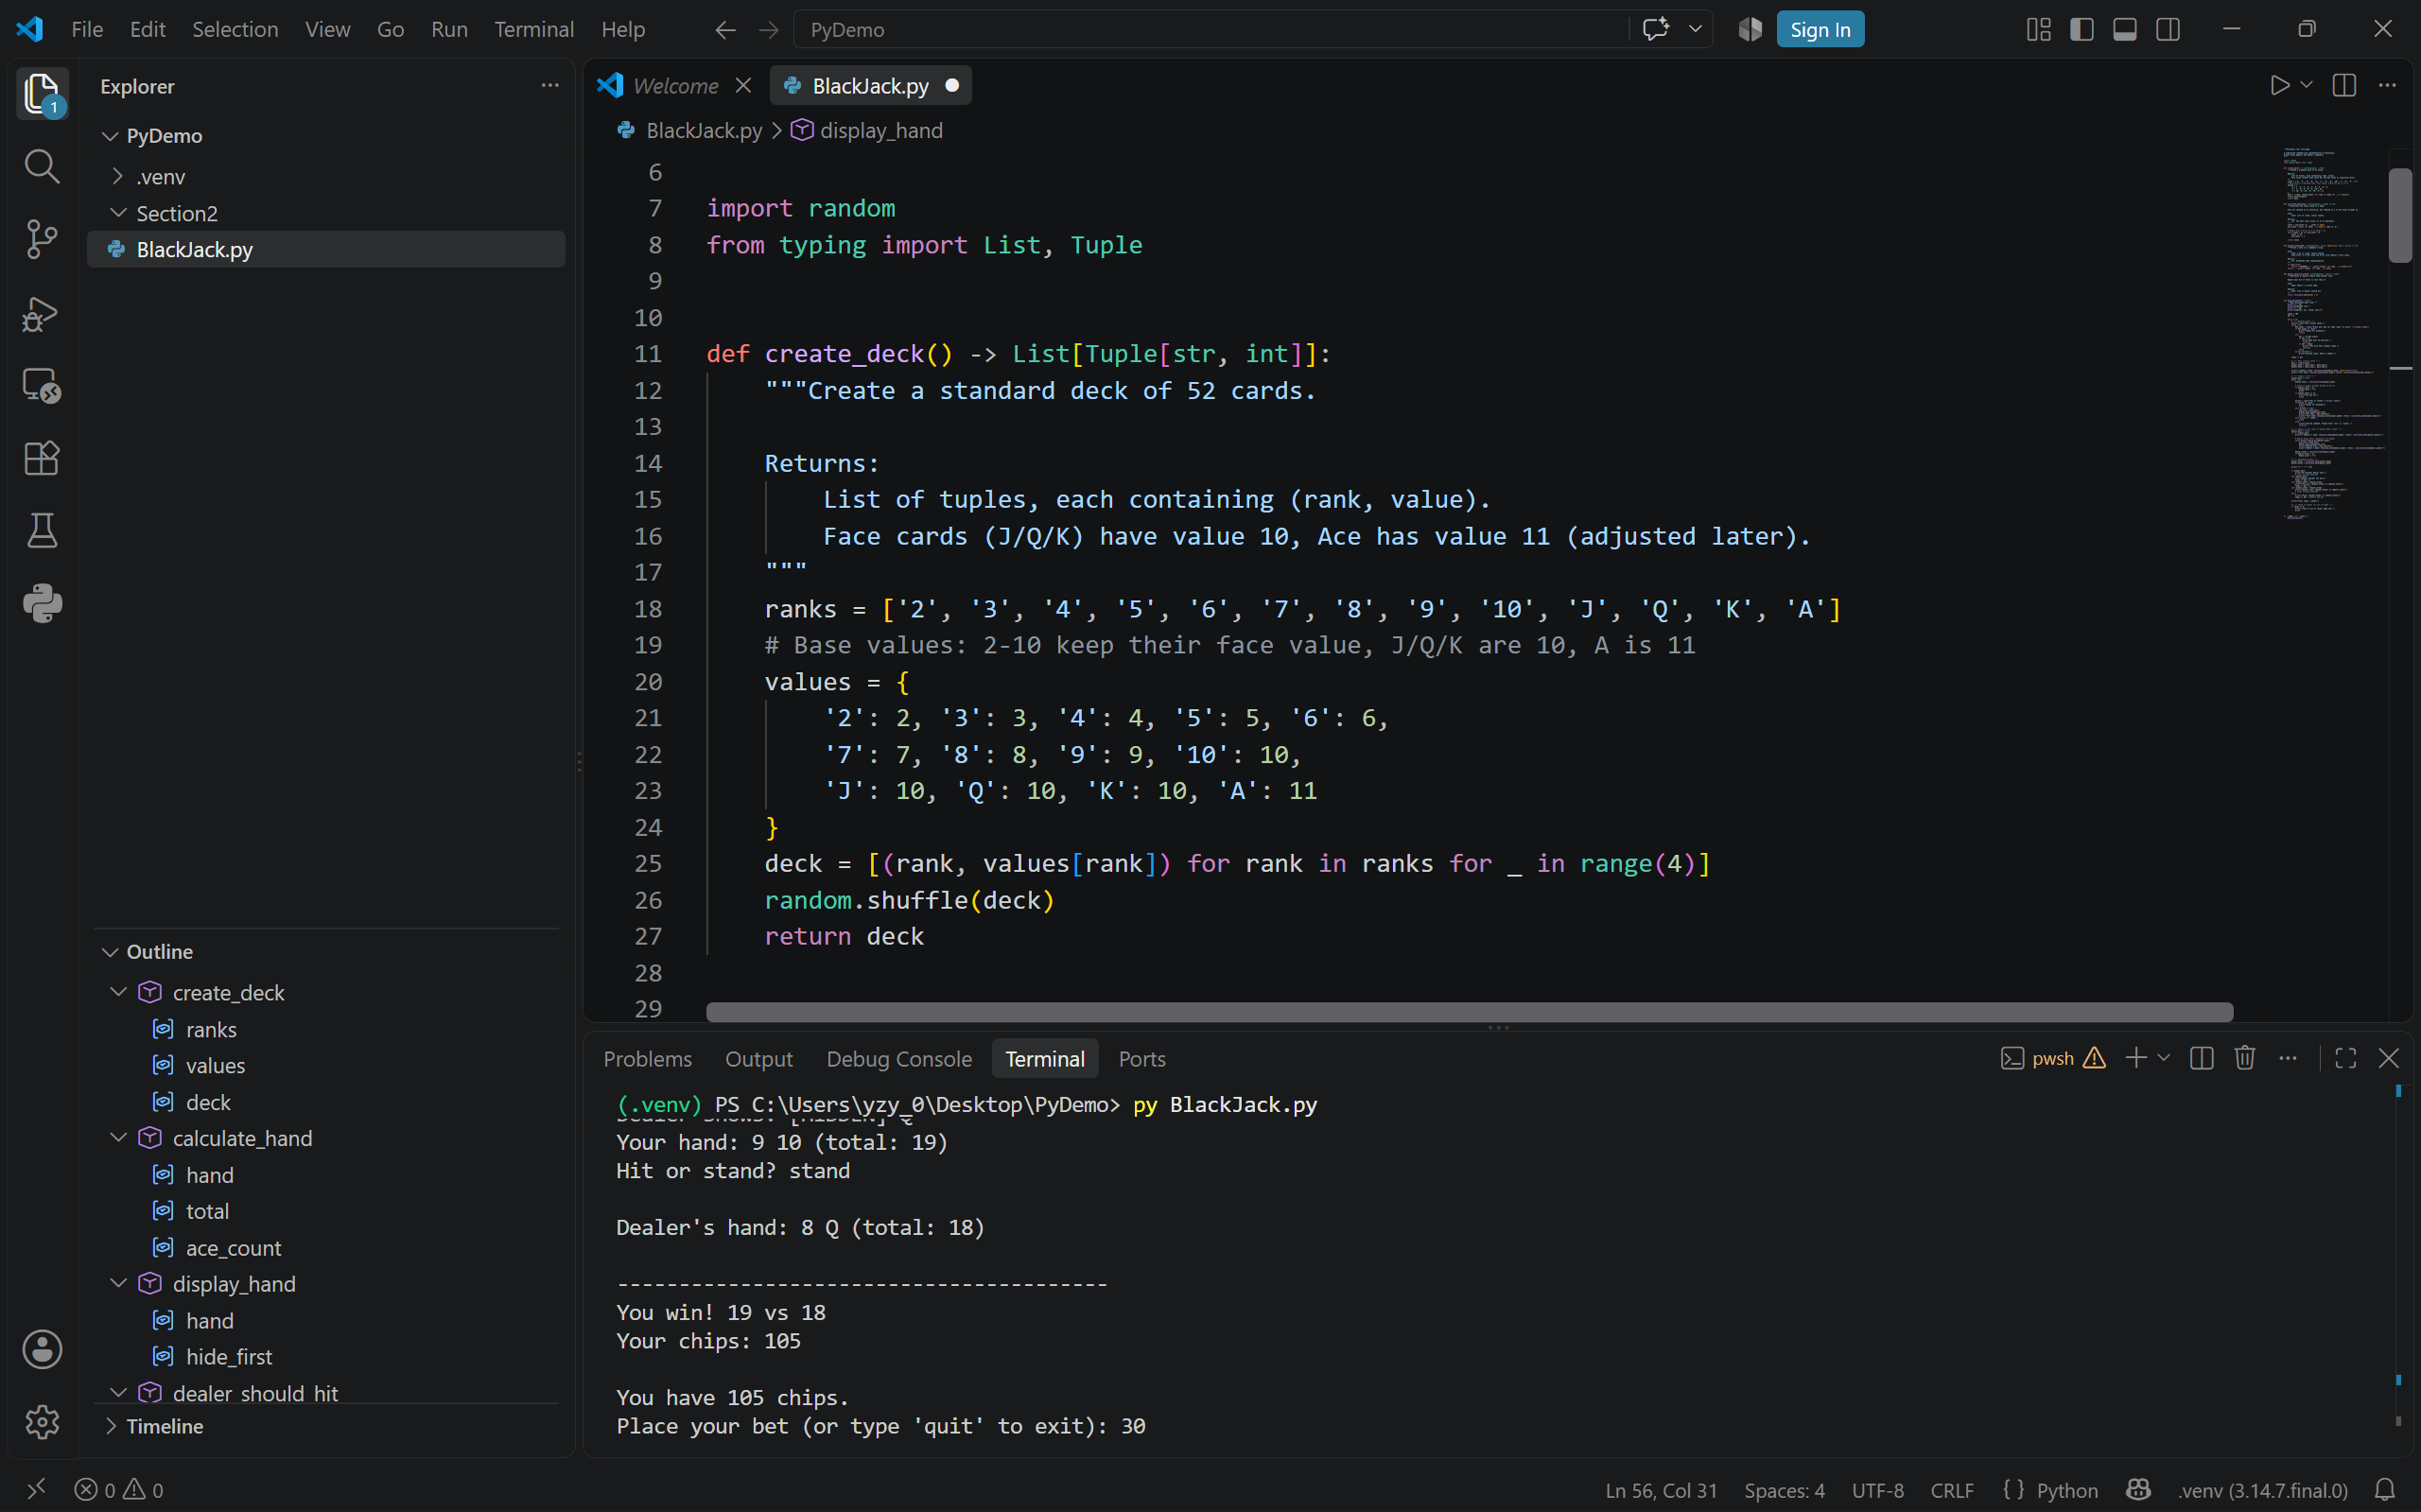 File Edit Selection View Go Run Terminal Help PyDemo Sign In
Explorer
1
PyDemo
.venv
Section2
BlackJack.py
Welcome BlackJack.py
BlackJack.py display_hand
6
7 import random
8 from typing import List, Tuple
9
10
11 def create_deck() -> List[Tuple[str, int]]:
12 """Create a standard deck of 52 cards.
13
14 Returns:
15 List of tuples, each containing (rank, value).
16 Face cards (J/Q/K) have value 10, Ace has value 11 (adjusted later).
17 """
18 ranks = ['2', '3', '4', '5', '6', '7', '8', '9', '10', 'J', 'Q', 'K', 'A']
19 # Base values: 2-10 keep their face value, J/Q/K are 10, A is 11
20 values = {
21 '2': 2, '3': 3, '4': 4, '5': 5, '6': 6,
22 '7': 7, '8': 8, '9': 9, '10': 10,
23 'J': 10, 'Q': 10, 'K': 10, 'A': 11
24 }
25 deck = [(rank, values[rank]) for rank in ranks for _ in range(4)]
26 random.shuffle(deck)
27 return deck
28
29
Outline
create_deck
ranks
values
deck
calculate_hand
hand
total
ace_count
display_hand
hand
hide_first
dealer_should_hit
Timeline
Problems Output Debug Console Terminal Ports pwsh
(.venv) PS C:\Users\yzy_0\Desktop\PyDemo> py BlackJack.py
Dealer shows: [HIDDEN] Q
Your hand: 9 10 (total: 19)
Hit or stand? stand
Dealer's hand: 8 Q (total: 18)
----------------------------------------
You win! 19 vs 18
Your chips: 105
You have 105 chips.
Place your bet (or type 'quit' to exit): 30
0 0 Ln 56, Col 31 Spaces: 4 UTF-8 CRLF {} Python .venv (3.14.7.final.0)